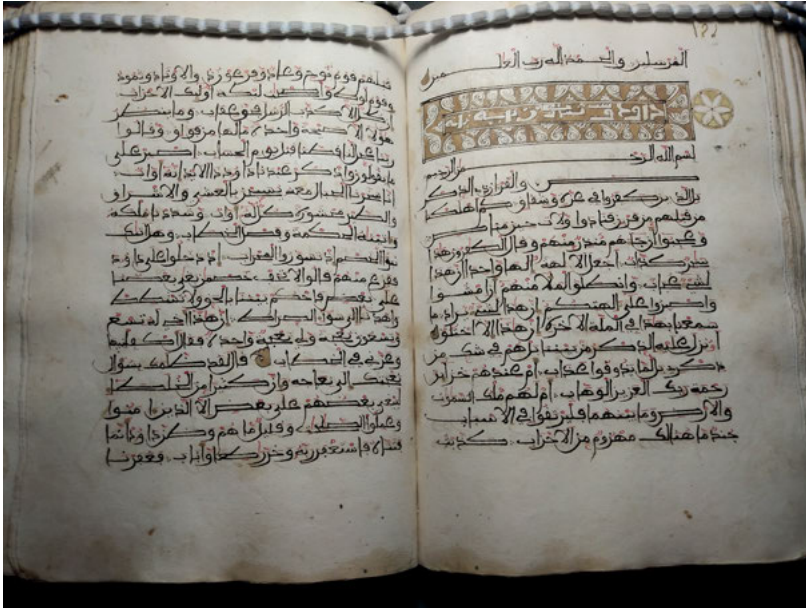 المرسلين والحمد لله رب العالمين
داود
بسم الله الرحمن الرحيم
ص والقرءان ذي الذكر
بل الذين كفروا في عزة وشقاق كم اهلكنا
من قبلهم من قرن فنادوا ولات حين مناص
وعجبوا ان جاءهم منذر منهم وقال الكفرون هذا
سحر كذاب اجعل الالهة الها واحدا ان هذا
لشيء عجاب وانطلق الملا منهم ان امشوا
واصبروا على الهتكم ان هذا لشيء يراد ما
سمعنا بهذا في الملة الاخرة ان هذا الا اختلق
انزل عليه الذكر من بيننا بل هم في شك من
ذكري بل لما يذوقوا عذاب ام عندهم خزائن
رحمة ربك العزيز الوهاب ام لهم ملك السموت
والارض وما بينهما فليرتقوا في الاسباب
جند ما هنالك مهزوم من الاحزاب كذبت
قبلهم قوم نوح وعاد وفرعون ذو الاوتاد وثمود
وقوم لوط واصحب ليكة اوليك الاحزاب
ان كل الا كذب الرسل فحق عقاب وما ينظر
هؤلاء الا صيحة واحدة ما لها من فواق وقالوا
ربنا عجل لنا قطنا قبل يوم الحساب اصبر على
ما يقولون واذكر عبدنا داود ذا الايد انه اواب
انا سخرنا الجبال معه يسبحن بالعشي والاشراق
والطير محشورة كل له اواب وشددنا ملكه
واتينه الحكمة وفصل الخطاب وهل اتيك
نبؤا الخصم اذ تسوروا المحراب اذ دخلوا على داود
ففزع منهم قالوا لا تخف خصمن بغى بعضنا
على بعض فاحكم بيننا بالحق ولا تشطط
واهدنا الى سواء الصراط ان هذا اخي له تسع
وتسعون نعجة ولي نعجة واحدة فقال اكفلنيها
وعزني في الخطاب قال لقد ظلمك بسؤال
نعجتك الى نعاجه وان كثيرا من الخلطاء
ليبغي بعضهم على بعض الا الذين امنوا
وعملوا الصلحت وقليل ما هم وظن داود انما
فتنه فاستغفر ربه وخر راكعا واناب فغفرنا